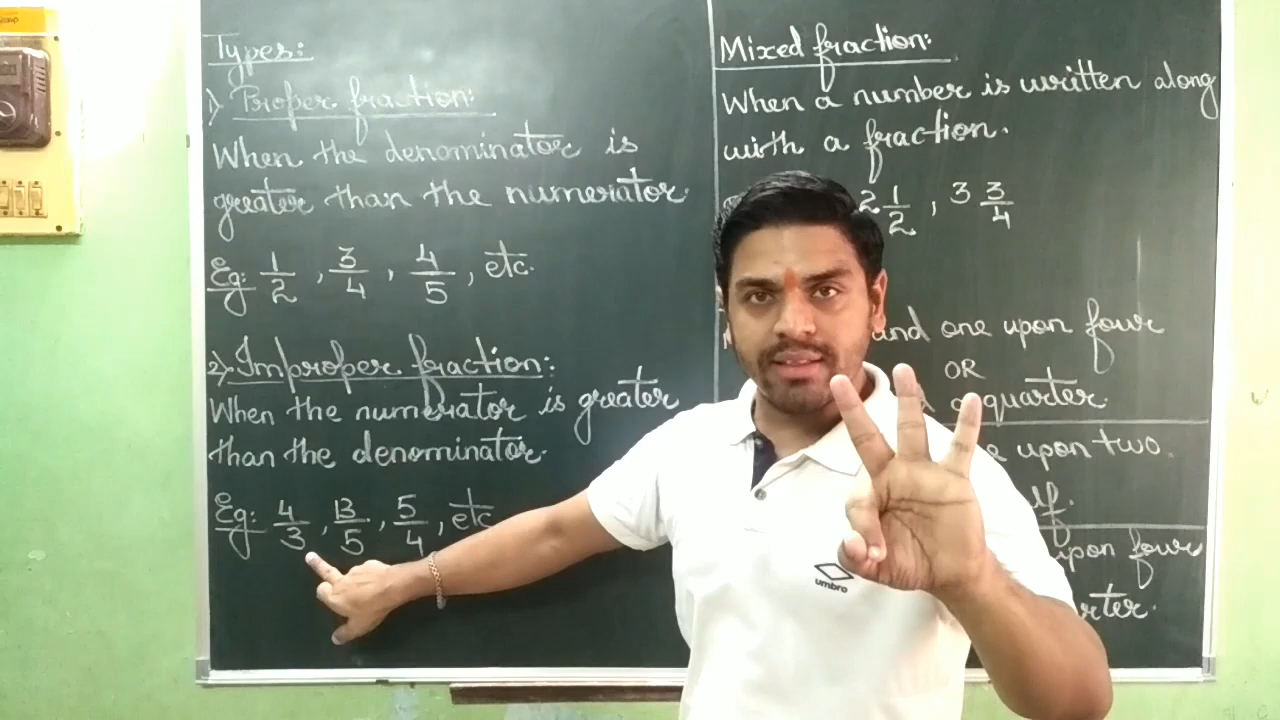 Types:
1) Proper fraction:
When the denominator is
greater than the numerator.
Eg: 1/2, 3/4, 4/5, etc.
2) Improper fraction:
When the numerator is greater
than the denominator.
Eg: 4/3, 13/5, 5/4, etc
Mixed fraction:
When a number is written along
with a fraction.
2 1/2, 3 3/4
and one upon four
OR
a quarter.
upon two.
upon four
umbro